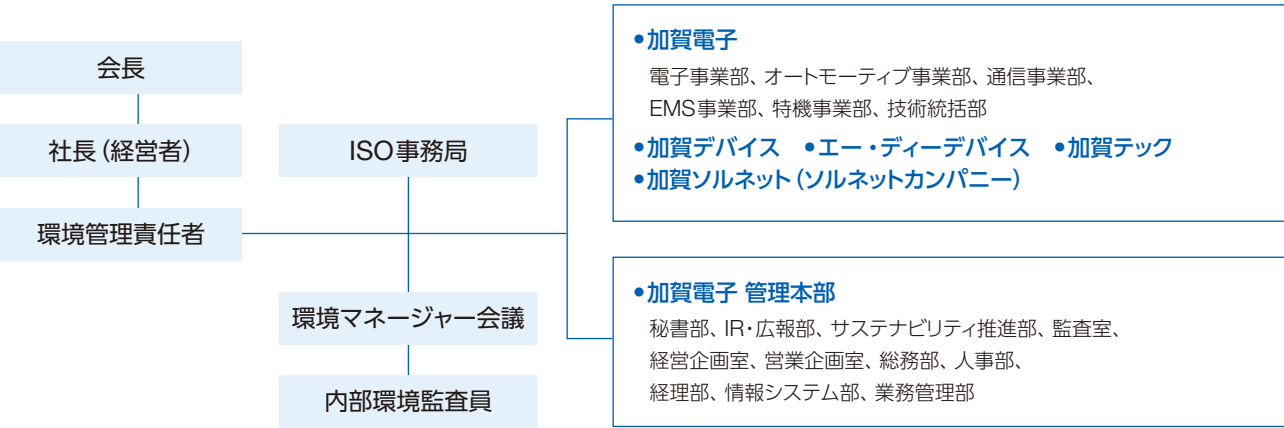 会長
社長（経営者）
環境管理責任者
ISO事務局
環境マネージャー会議
内部環境監査員
•加賀電子
電子事業部、オートモーティブ事業部、通信事業部、
EMS事業部、特機事業部、技術統括部
•加賀デバイス •エー・ディーデバイス •加賀テック
•加賀ソルネット（ソルネットカンパニー）
•加賀電子 管理本部
秘書部、IR・広報部、サステナビリティ推進部、監査室、
経営企画室、営業企画室、総務部、人事部、
経理部、情報システム部、業務管理部